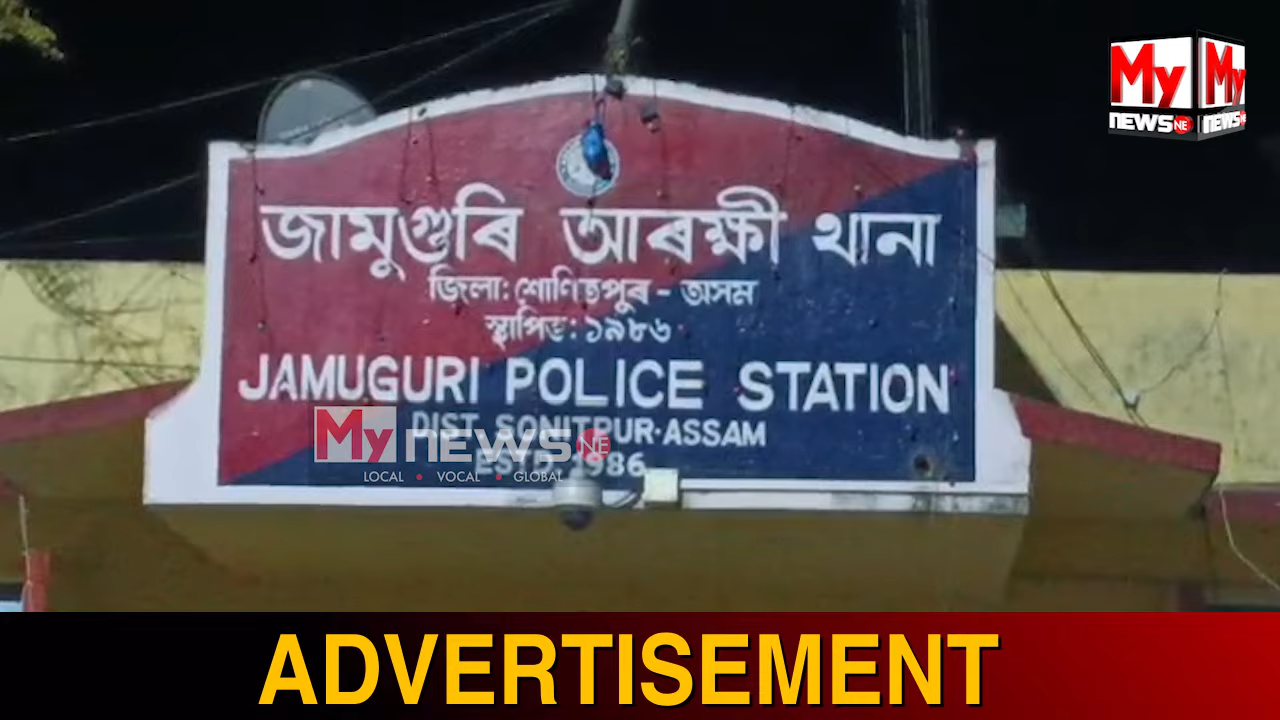 My My
NEWS NE NEWS NE
জামুগুৰি আৰক্ষী থানা
জিলা: শোণিতপুৰ - অসম
স্থাপিত: ১৯৮৬
JAMUGURI POLICE STATION
DIST. SONITPUR-ASSAM
My NEWS NE
ESTD. 1986
LOCAL • VOCAL • GLOBAL
ADVERTISEMENT